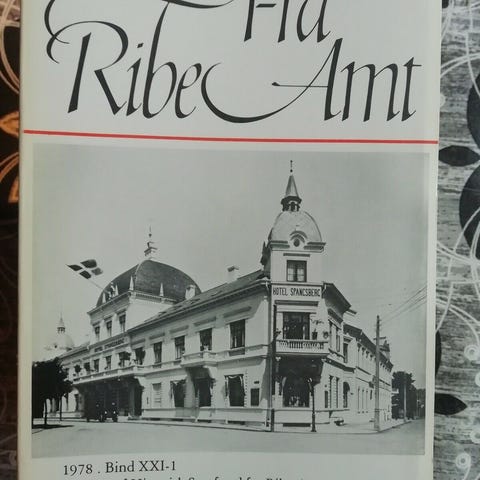 Fra
Ribe Amt
HOTEL SPANGSBERG
1978 . Bind XXI-1